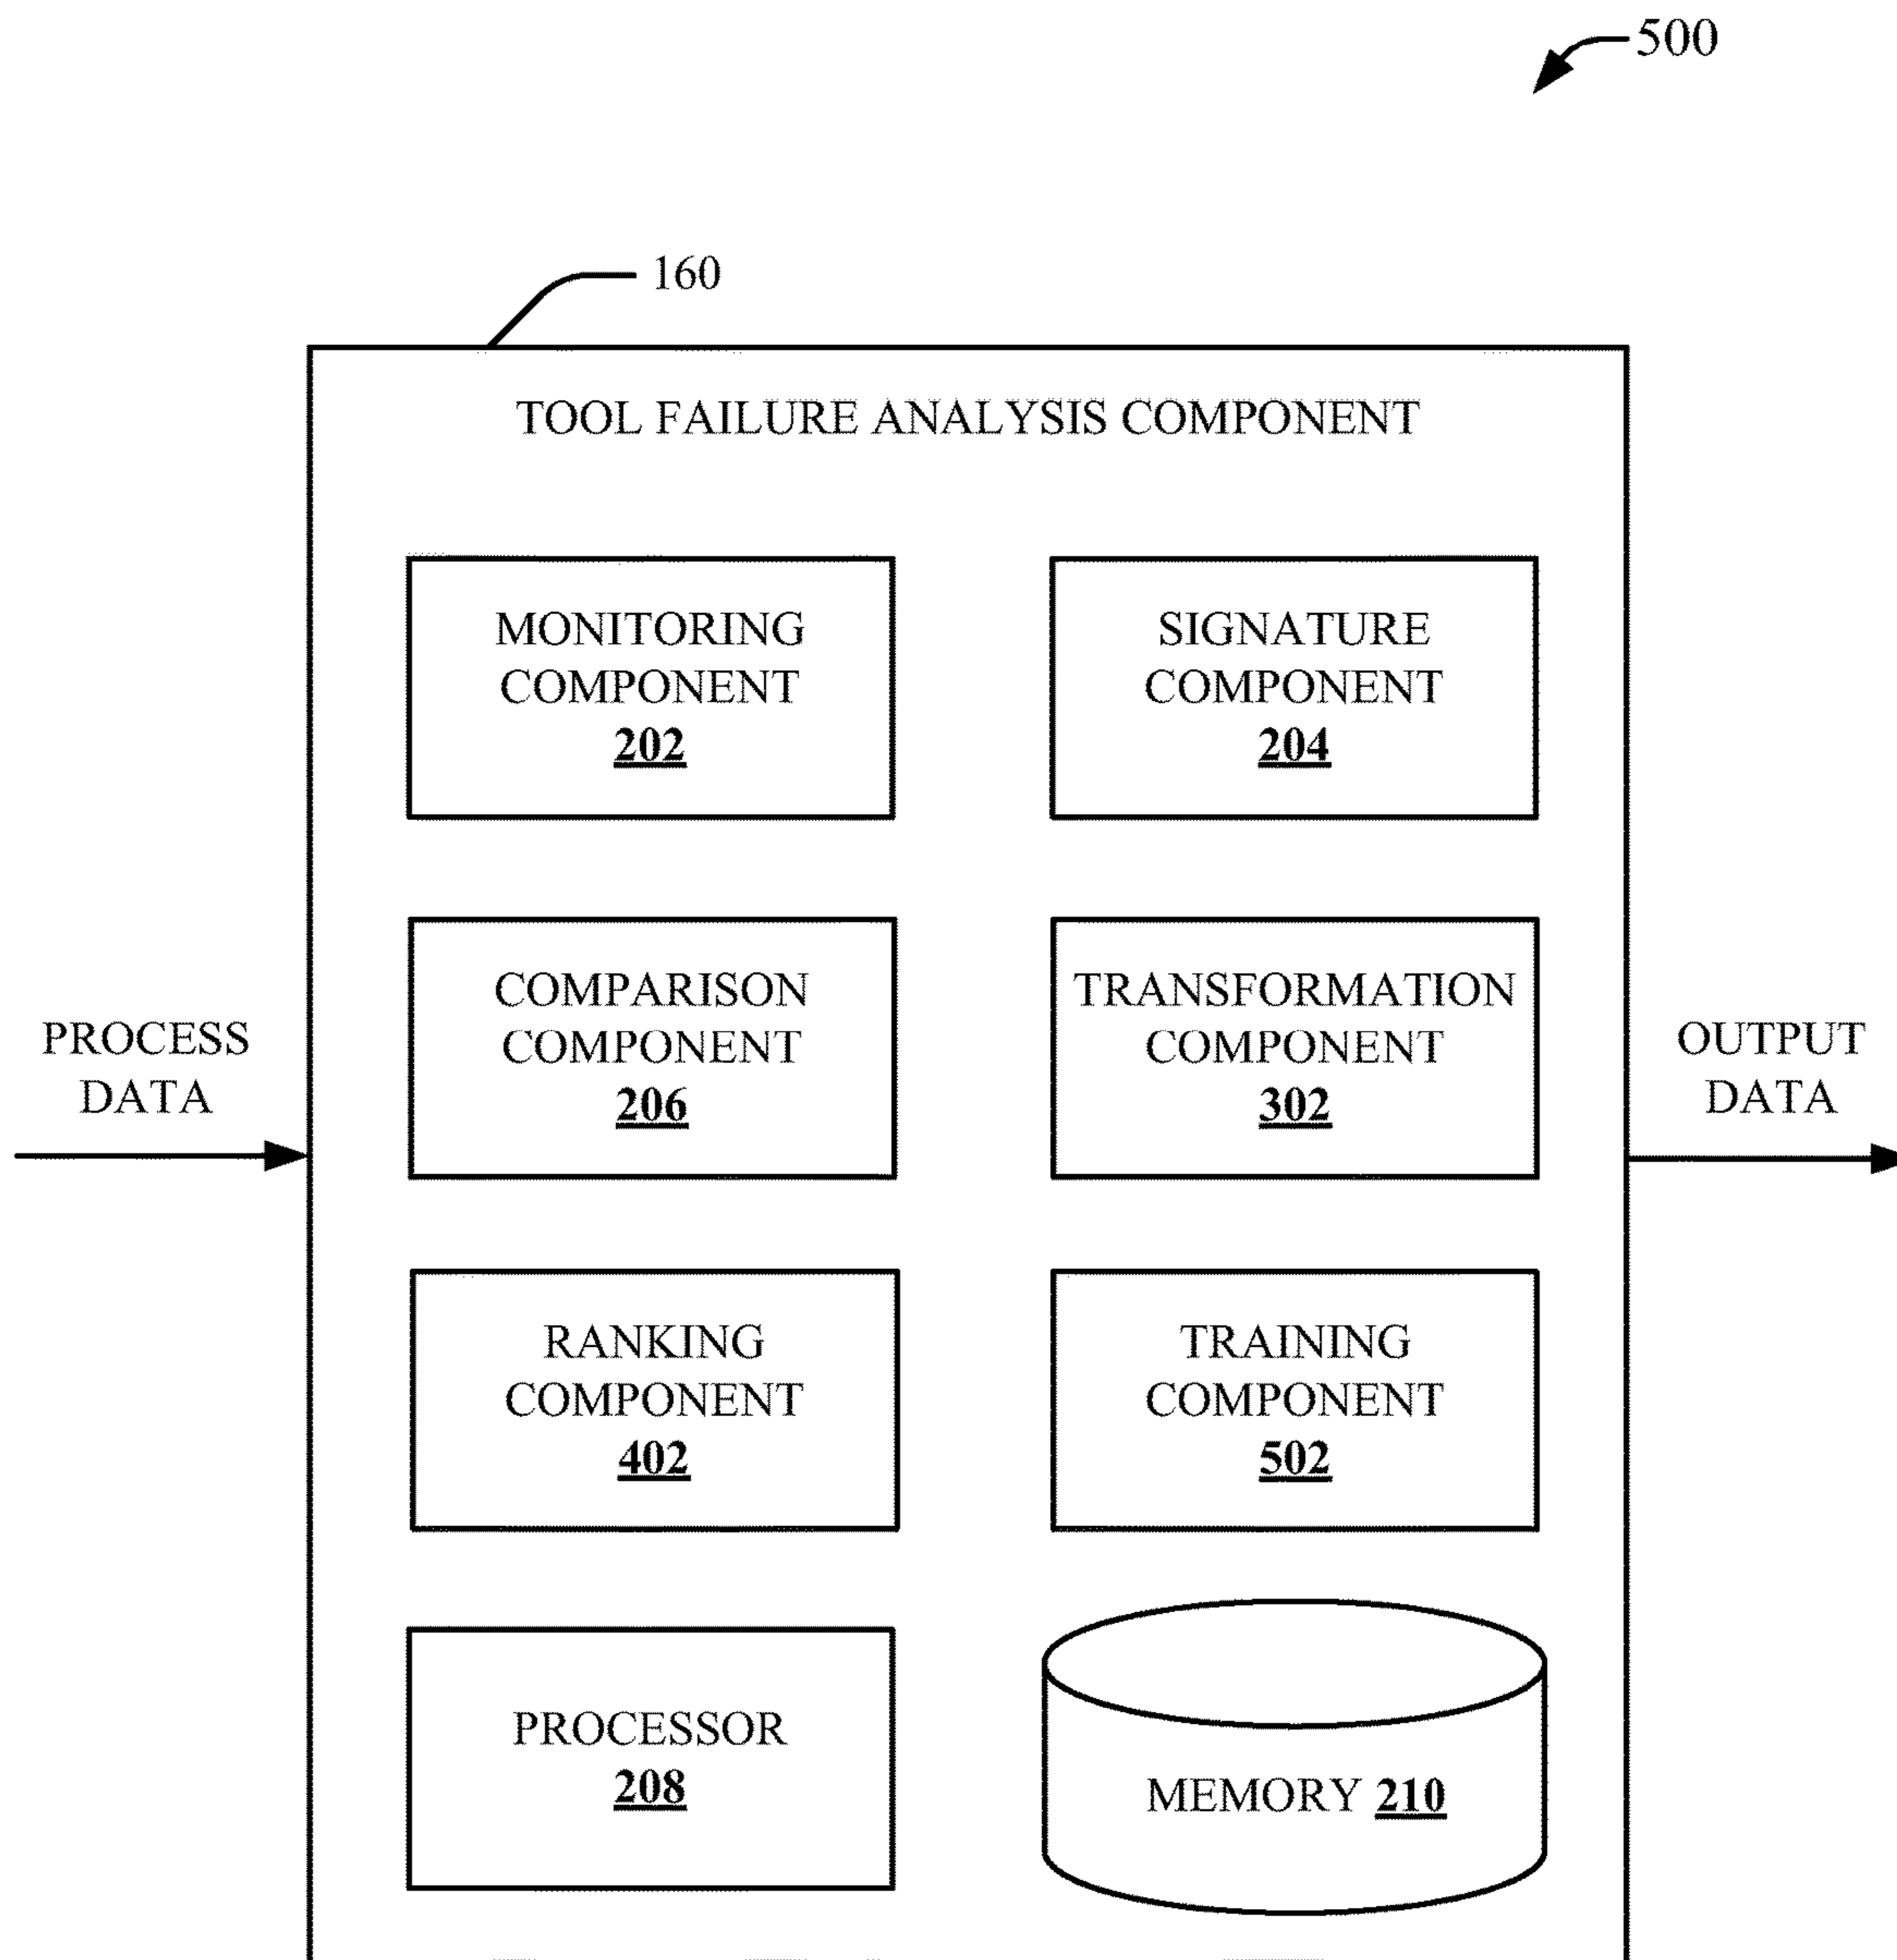 500
160
TOOL FAILURE ANALYSIS COMPONENT
MONITORING
COMPONENT
202
SIGNATURE
COMPONENT
204
COMPARISON
COMPONENT
206
TRANSFORMATION
COMPONENT
302
PROCESS
DATA
OUTPUT
DATA
RANKING
COMPONENT
402
TRAINING
COMPONENT
502
PROCESSOR
208
MEMORY 210